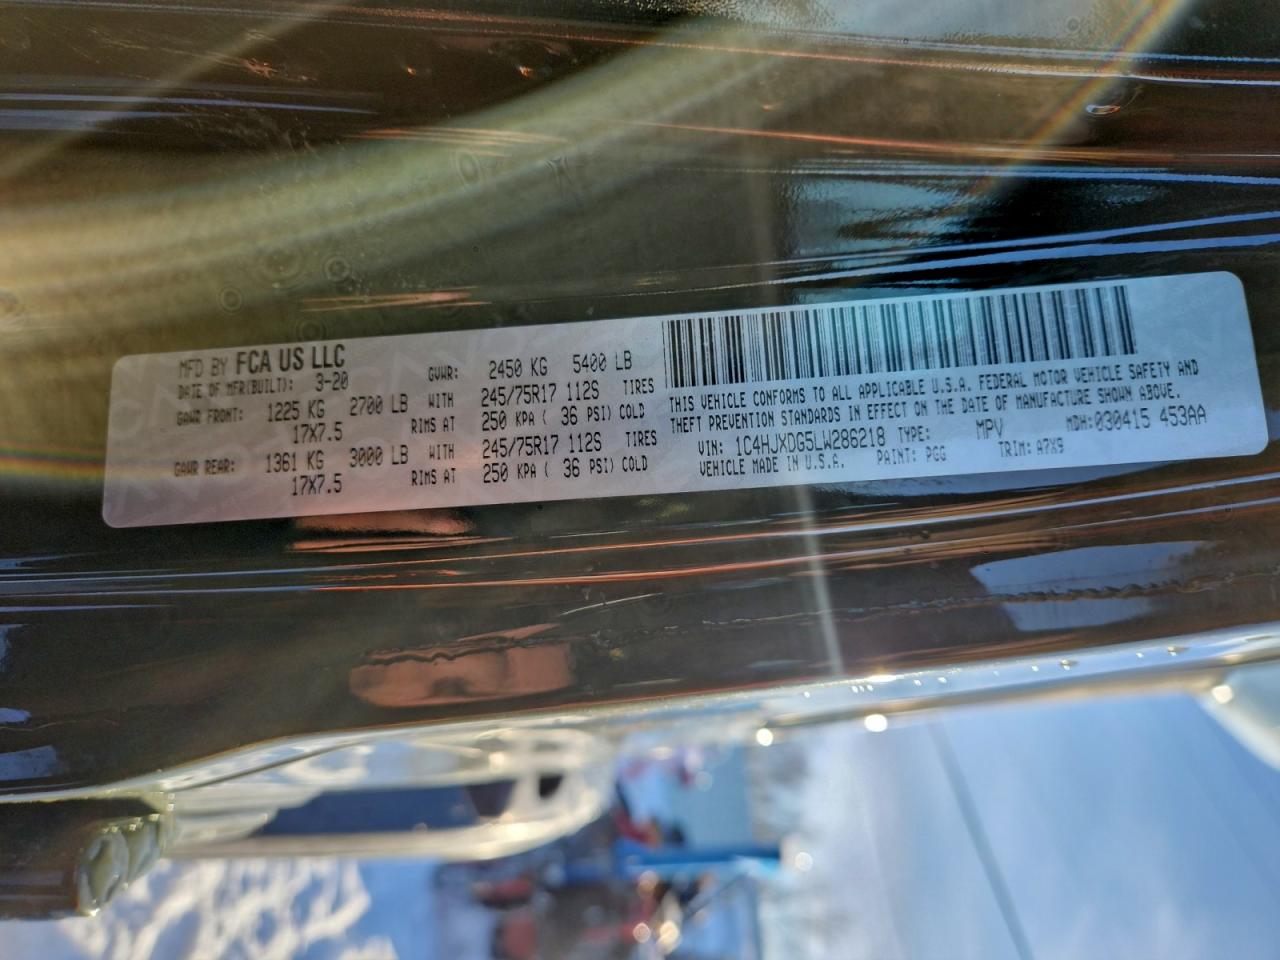 MFD BY FCA US LLC
DATE OF MFR(BUILT): 3-20 GVWR: 2450 KG 5400 LB
GAWR FRONT: 1225 KG 2700 LB WITH 245/75R17 112S TIRES
17X7.5 RIMS AT 250 KPA ( 36 PSI) COLD
GAWR REAR: 1361 KG 3000 LB WITH 245/75R17 112S TIRES
17X7.5 RIMS AT 250 KPA ( 36 PSI) COLD
THIS VEHICLE CONFORMS TO ALL APPLICABLE U.S.A. FEDERAL MOTOR VEHICLE SAFETY AND
THEFT PREVENTION STANDARDS IN EFFECT ON THE DATE OF MANUFACTURE SHOWN ABOVE.
VIN: 1C4HJXDG5LW286218 TYPE: MPV MDH:030415 453AA
VEHICLE MADE IN U.S.A. PAINT: PGG TRIM: A7X9